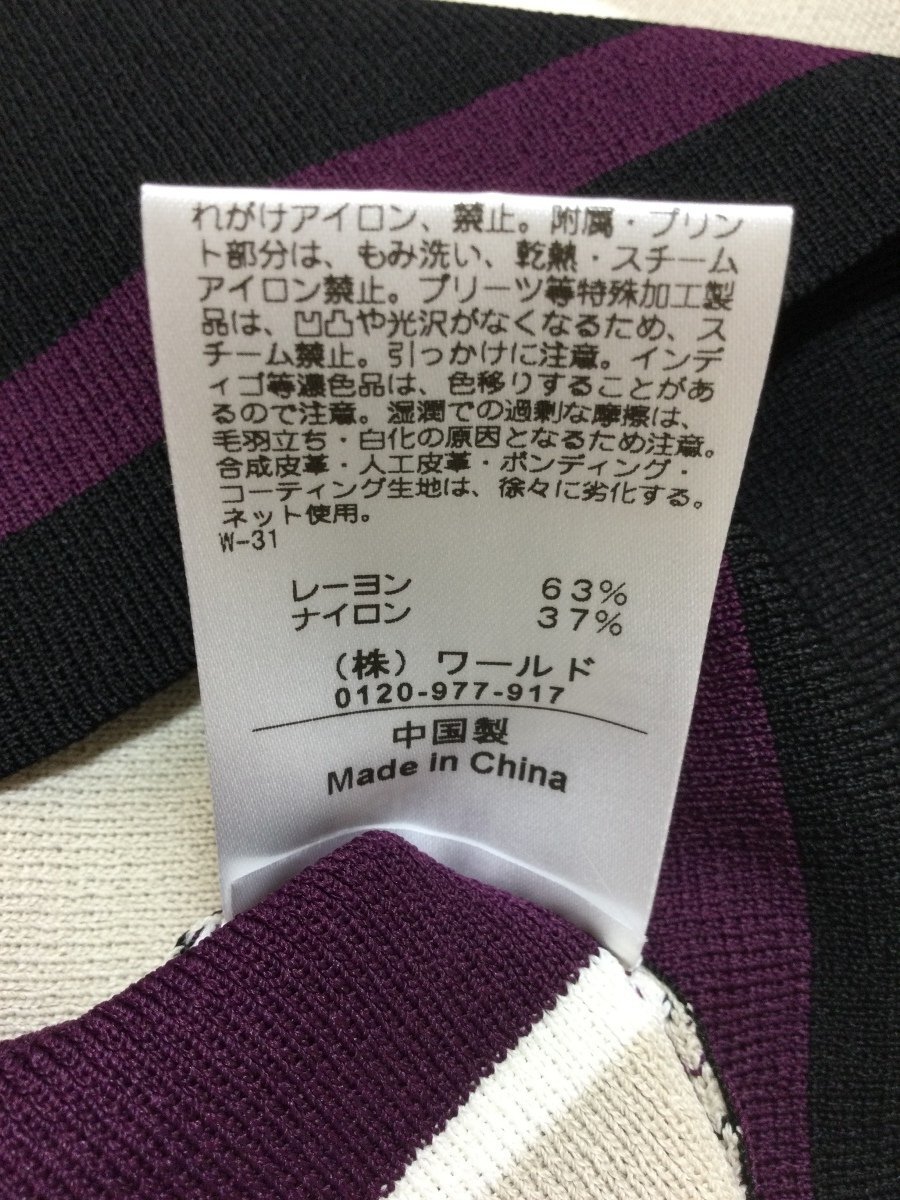 れがけアイロン、禁止。附属・プリン
ト部分は、もみ洗い、乾熱・スチーム
アイロン禁止。プリーツ等特殊加工製
品は、凹凸や光沢がなくなるため、ス
チーム禁止。引っかけに注意。インデ
ィゴ等濃色品は、色移りすることがあ
るので注意。湿潤での過剰な摩擦は、
毛羽立ち・白化の原因となるため注意。
合成皮革・人工皮革・ボンディング・
コーティング生地は、徐々に劣化する。
ネット使用。
W-31
レーヨン 63%
ナイロン 37%
(株) ワールド
0120-977-917
中国製
Made in China